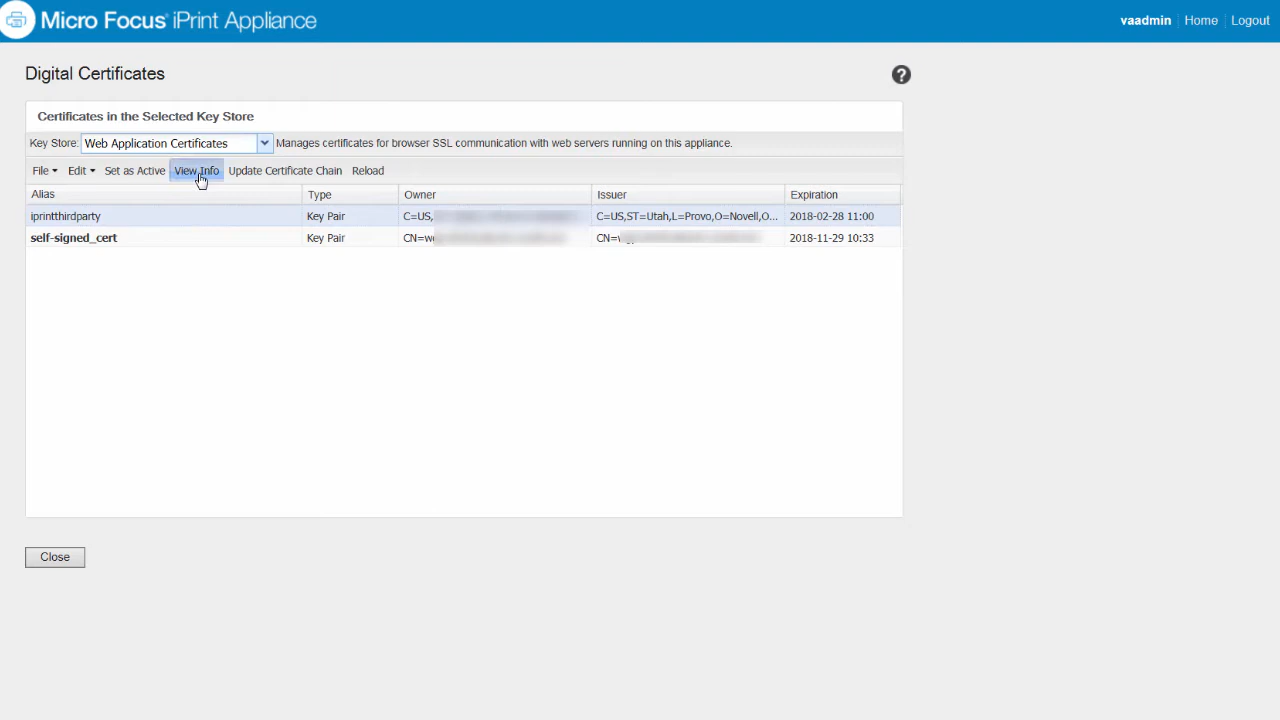 Micro Focus® iPrint Appliance
vaadmin Home Logout
Digital Certificates
?
Certificates in the Selected Key Store
Key Store: Web Application Certificates Manages certificates for browser SSL communication with web servers running on this appliance.
File Edit Set as Active View Info Update Certificate Chain Reload
Alias Type Owner Issuer Expiration
iprintthirdparty Key Pair C=US, C=US,ST=Utah,L=Provo,O=Novell,O... 2018-02-28 11:00
self-signed_cert Key Pair 2018-11-29 10:33
Close